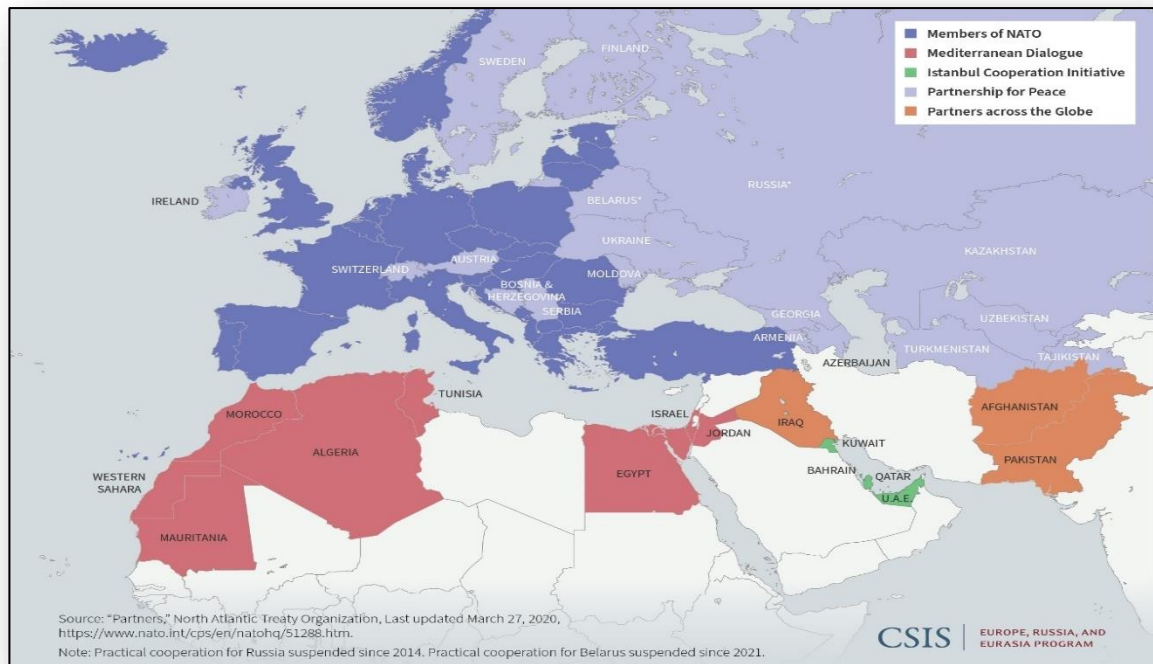 Members of NATO
Mediterranean Dialogue
Istanbul Cooperation Initiative
Partnership for Peace
Partners across the Globe
FINLAND
SWEDEN
RUSSIA*
IRELAND
BELARUS*
UKRAINE
KAZAKHSTAN
AUSTRIA
SWITZERLAND
MOLDOVA
BOSNIA &
HERZEGOVINA
SERBIA
GEORGIA
UZBEKISTAN
ARMENIA
TURKMENISTAN
TAJIKISTAN
AZERBAIJAN
TUNISIA
MOROCCO
ISRAEL
JORDAN
IRAQ
AFGHANISTAN
ALGERIA
KUWAIT
PAKISTAN
WESTERN
SAHARA
EGYPT
BAHRAIN
QATAR
U.A.E.
MAURITANIA
Source: "Partners," North Atlantic Treaty Organization, Last updated March 27, 2020,
https://www.nato.int/cps/en/natohq/51288.htm.
Note: Practical cooperation for Russia suspended since 2014. Practical cooperation for Belarus suspended since 2021.
CSIS
EUROPE, RUSSIA, AND
EURASIA PROGRAM